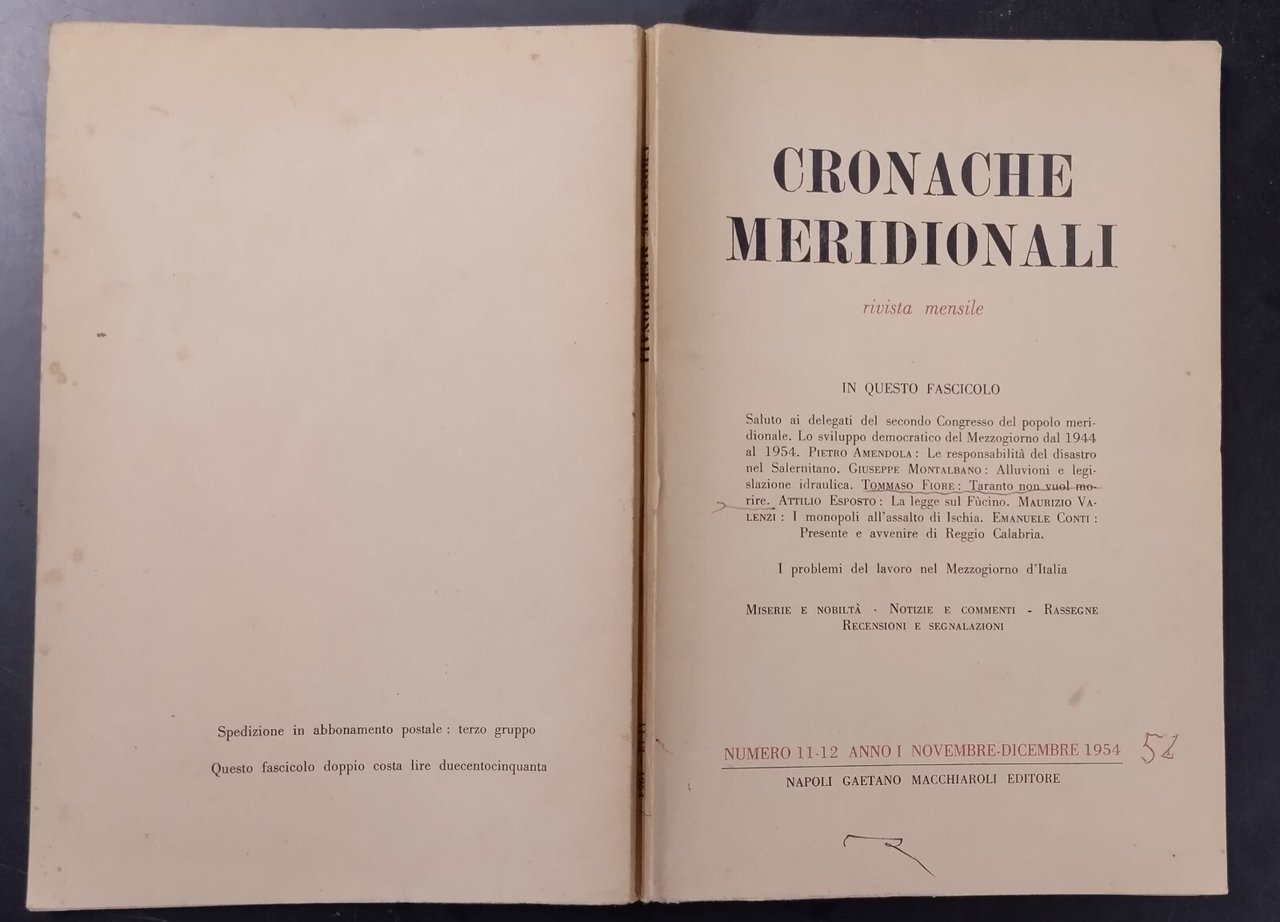 Spedizione in abbonamento postale : terzo gruppo
Questo fascicolo doppio costa lire duecentocinquanta
CRONACHE MERIDIONALI
CRONACHE
MERIDIONALI
rivista mensile
IN QUESTO FASCICOLO
Saluto ai delegati del secondo Congresso del popolo meri-
dionale. Lo sviluppo democratico del Mezzogiorno dal 1944
al 1954. PIETRO AMENDOLA : Le responsabilità del disastro
nel Salernitano. GIUSEPPE MONTALBANO : Alluvioni e legi-
slazione idraulica. TOMMASO FIORE : Taranto non vuol mo-
rire. ATTILIO ESPOSTO : La legge sul Fùcino. MAURIZIO VA-
LENZI : I monopoli all'assalto di Ischia. EMANUELE CONTI :
Presente e avvenire di Reggio Calabria.
I problemi del lavoro nel Mezzogiorno d'Italia
MISERIE E NOBILTÀ - NOTIZIE E COMMENTI - RASSEGNE
RECENSIONI E SEGNALAZIONI
NUMERO 11-12 ANNO I NOVEMBRE-DICEMBRE 1954
NAPOLI GAETANO MACCHIAROLI EDITORE